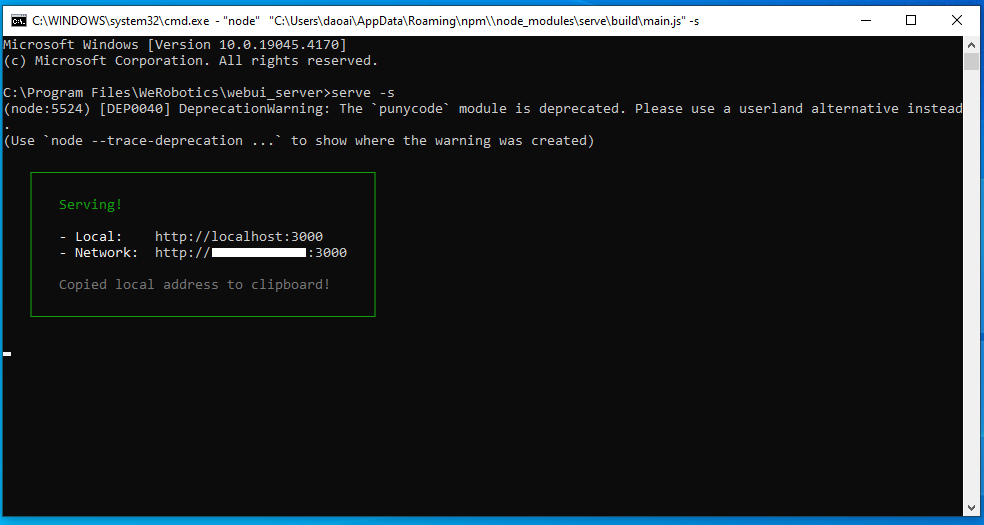 C:\WINDOWS\system32\cmd.exe - "node" "C:\Users\daoai\AppData\Roaming\npm\\node_modules\serve\build\main.js" -s
Microsoft Windows [Version 10.0.19045.4170]
(c) Microsoft Corporation. All rights reserved.
C:\Program Files\WeRobotics\webui_server>serve -s
(node:5524) [DEP0040] DeprecationWarning: The `punycode` module is deprecated. Please use a userland alternative instead
.
(Use `node --trace-deprecation ...` to show where the warning was created)
Serving!
- Local: http://localhost:3000
- Network: http:// :3000
Copied local address to clipboard!